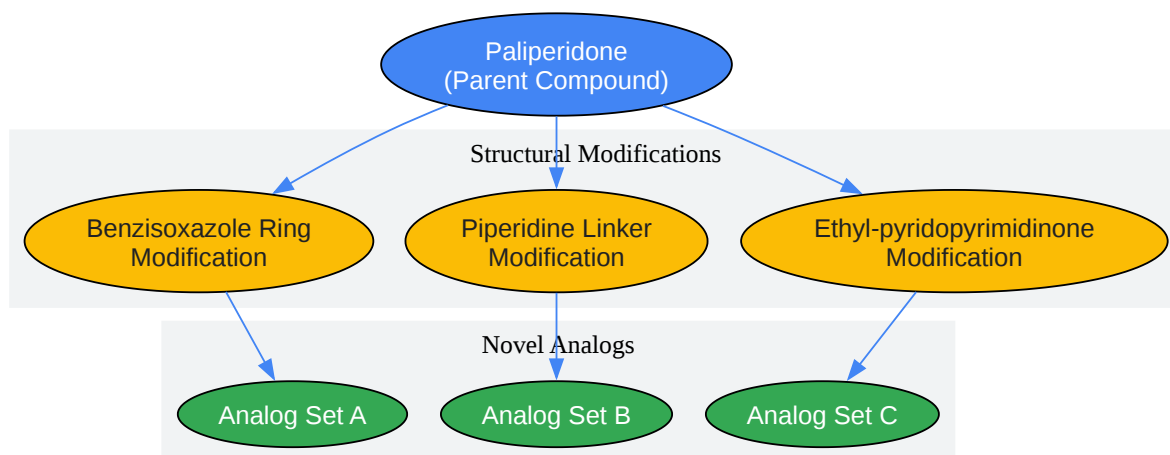 Paliperidone
(Parent Compound)
Structural Modifications
Benzisoxazole Ring
Modification
Piperidine Linker
Modification
Ethyl-pyridopyrimidinone
Modification
Novel Analogs
Analog Set A
Analog Set B
Analog Set C